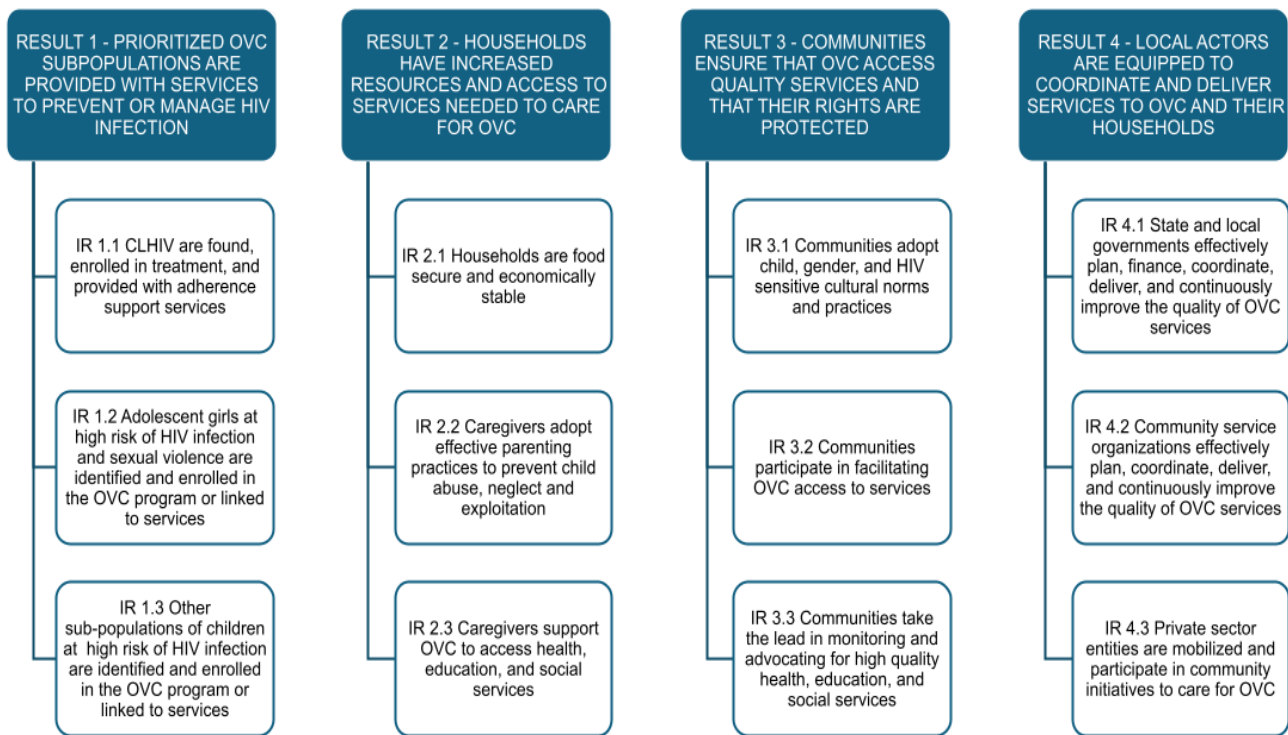 RESULT 1 - PRIORITIZED OVC
SUBPOPULATIONS ARE
PROVIDED WITH SERVICES
TO PREVENT OR MANAGE HIV
INFECTION
IR 1.1 CLHIV are found,
enrolled in treatment, and
provided with adherence
support services
IR 1.2 Adolescent girls at
high risk of HIV infection
and sexual violence are
identified and enrolled in
the OVC program or linked
to services
IR 1.3 Other
sub-populations of children
at high risk of HIV infection
are identified and enrolled
in the OVC program or
linked to services
RESULT 2 - HOUSEHOLDS
HAVE INCREASED
RESOURCES AND ACCESS TO
SERVICES NEEDED TO CARE
FOR OVC
IR 2.1 Households are food
secure and economically
stable
IR 2.2 Caregivers adopt
effective parenting
practices to prevent child
abuse, neglect and
exploitation
IR 2.3 Caregivers support
OVC to access health,
education, and social
services
RESULT 3 - COMMUNITIES
ENSURE THAT OVC ACCESS
QUALITY SERVICES AND
THAT THEIR RIGHTS ARE
PROTECTED
IR 3.1 Communities adopt
child, gender, and HIV
sensitive cultural norms
and practices
IR 3.2 Communities
participate in facilitating
OVC access to services
IR 3.3 Communities take
the lead in monitoring and
advocating for high quality
health, education, and
social services
RESULT 4 - LOCAL ACTORS
ARE EQUIPPED TO
COORDINATE AND DELIVER
SERVICES TO OVC AND THEIR
HOUSEHOLDS
IR 4.1 State and local
governments effectively
plan, finance, coordinate,
deliver, and continuously
improve the quality of OVC
services
IR 4.2 Community service
organizations effectively
plan, coordinate, deliver,
and continuously improve
the quality of OVC services
IR 4.3 Private sector
entities are mobilized and
participate in community
initiatives to care for OVC